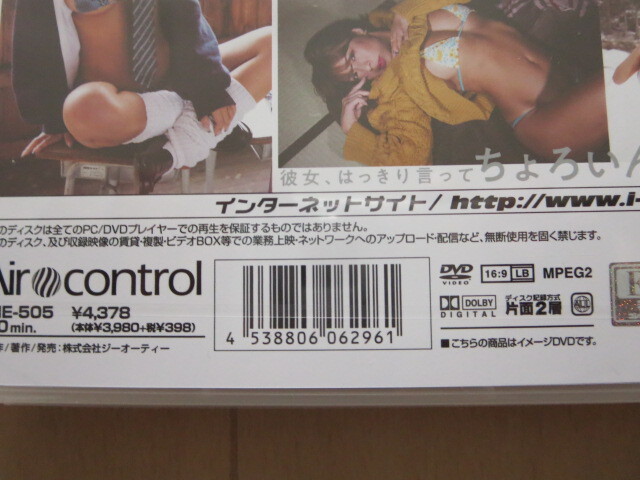 彼女、はっきり言ってちょろいん
インターネットサイト/ http://www.i-
のディスクは全てのPC/DVDプレイヤーでの再生を保証するものではありません。
のディスク、及び収録映像の賃貸・複製・ビデオBOX等での業務上映・ネットワークへのアップロード・配信など、無断使用を固く禁じます。
Air control
E-505 ¥4,378
0min. (本体¥3,980+税¥398)
作/著作/発売：株式会社ジーオーティー
4 538806 062961
DVD VIDEO
16:9 LB
MPEG2
DOLBY DIGITAL
ディスク記録方式
片面2層
■こちらの商品はイメージDVDです。